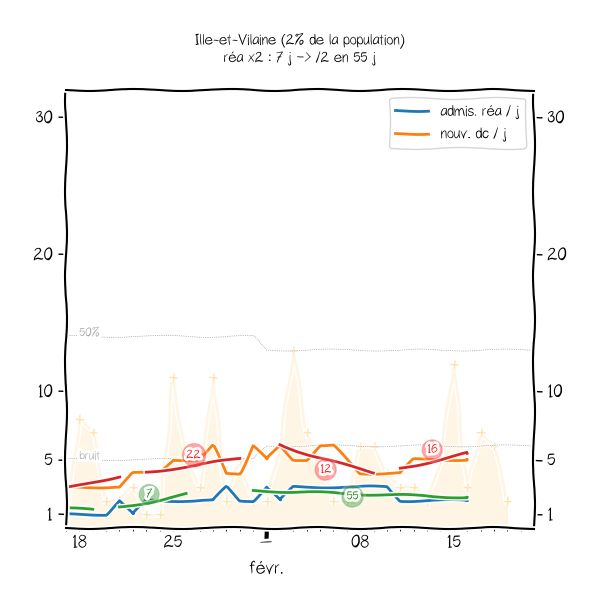 Ille-et-Vilaine (2% de la population)
réa x2 : 7 j -> /2 en 55 j
admis. réa / j
nouv. dc / j
30 30
20 20
50%
10 10
bruit
5 5
22
12
16
7
55
1 1
18 25 1 08 15
févr.